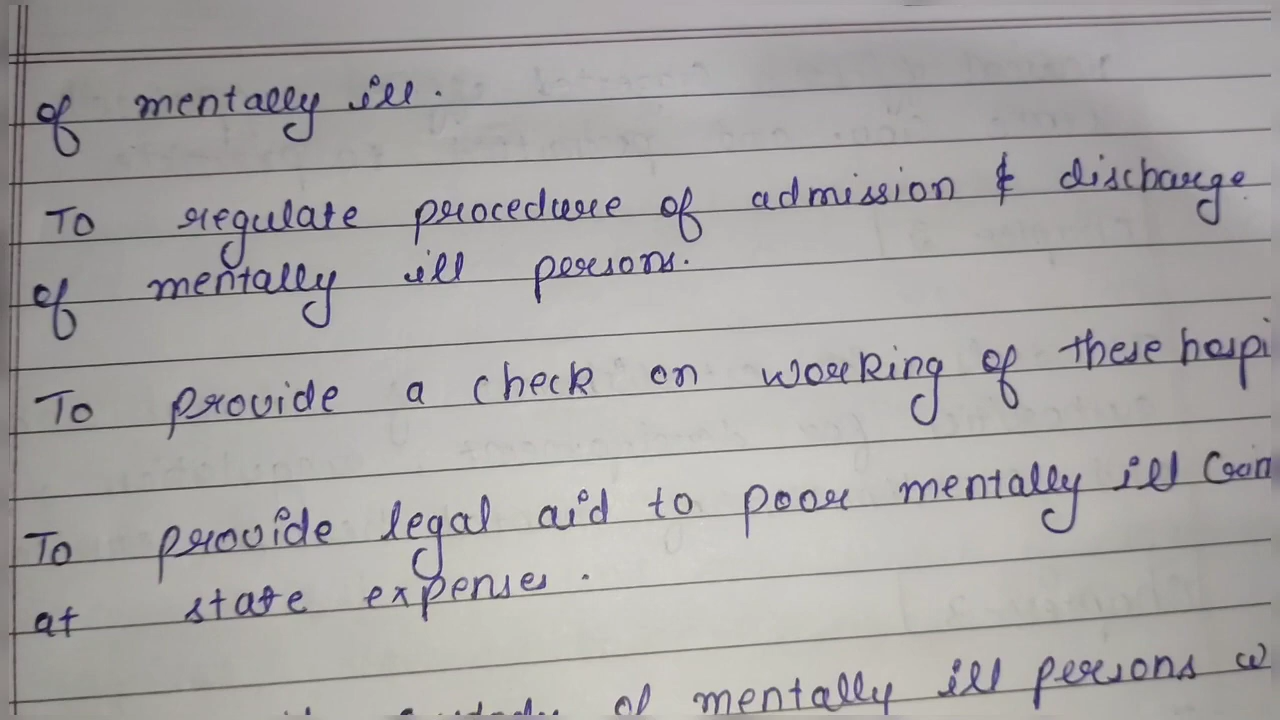 of mentally ill.
To regulate procedure of admission & discharge
of mentally ill persons.
To provide a check on working of these hospi
To provide legal aid to poor mentally ill
at state expenses.
of mentally ill persons w